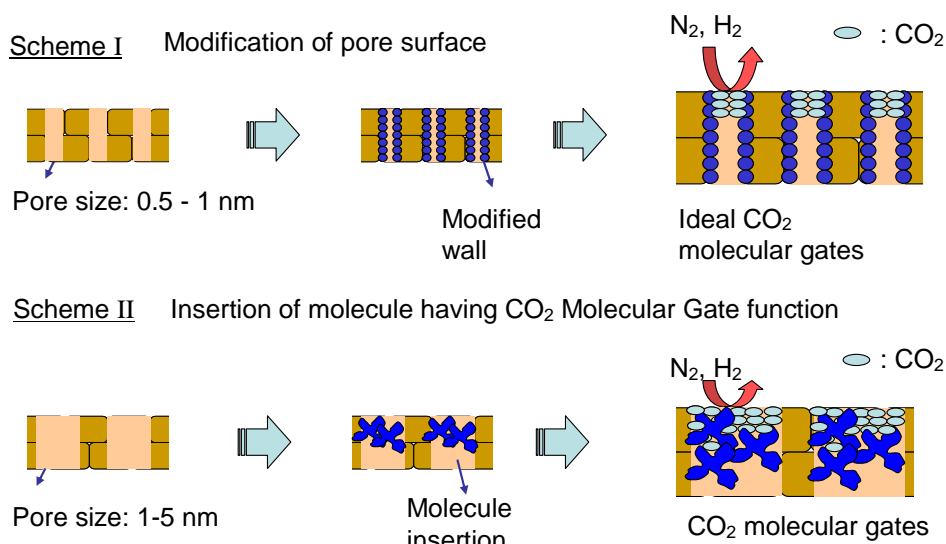 Scheme I Modification of pore surface
N₂, H₂
: CO₂
Pore size: 0.5 - 1 nm
Modified
wall
Ideal CO₂
molecular gates
Scheme II Insertion of molecule having CO₂ Molecular Gate function
: CO₂
N₂, H₂
Pore size: 1-5 nm
Molecule
insertion
CO₂ molecular gates